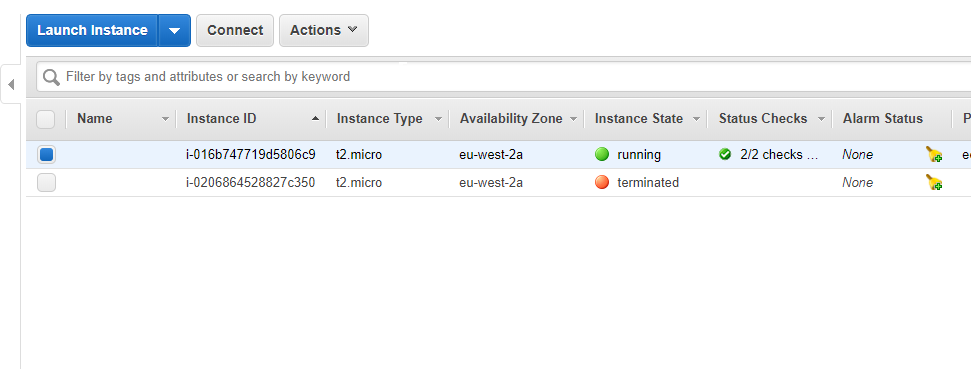 Launch Instance Connect Actions
Filter by tags and attributes or search by keyword
Name Instance ID Instance Type Availability Zone Instance State Status Checks Alarm Status P
i-016b747719d5806c9 t2.micro eu-west-2a running 2/2 checks ... None e
i-0206864528827c350 t2.micro eu-west-2a terminated None